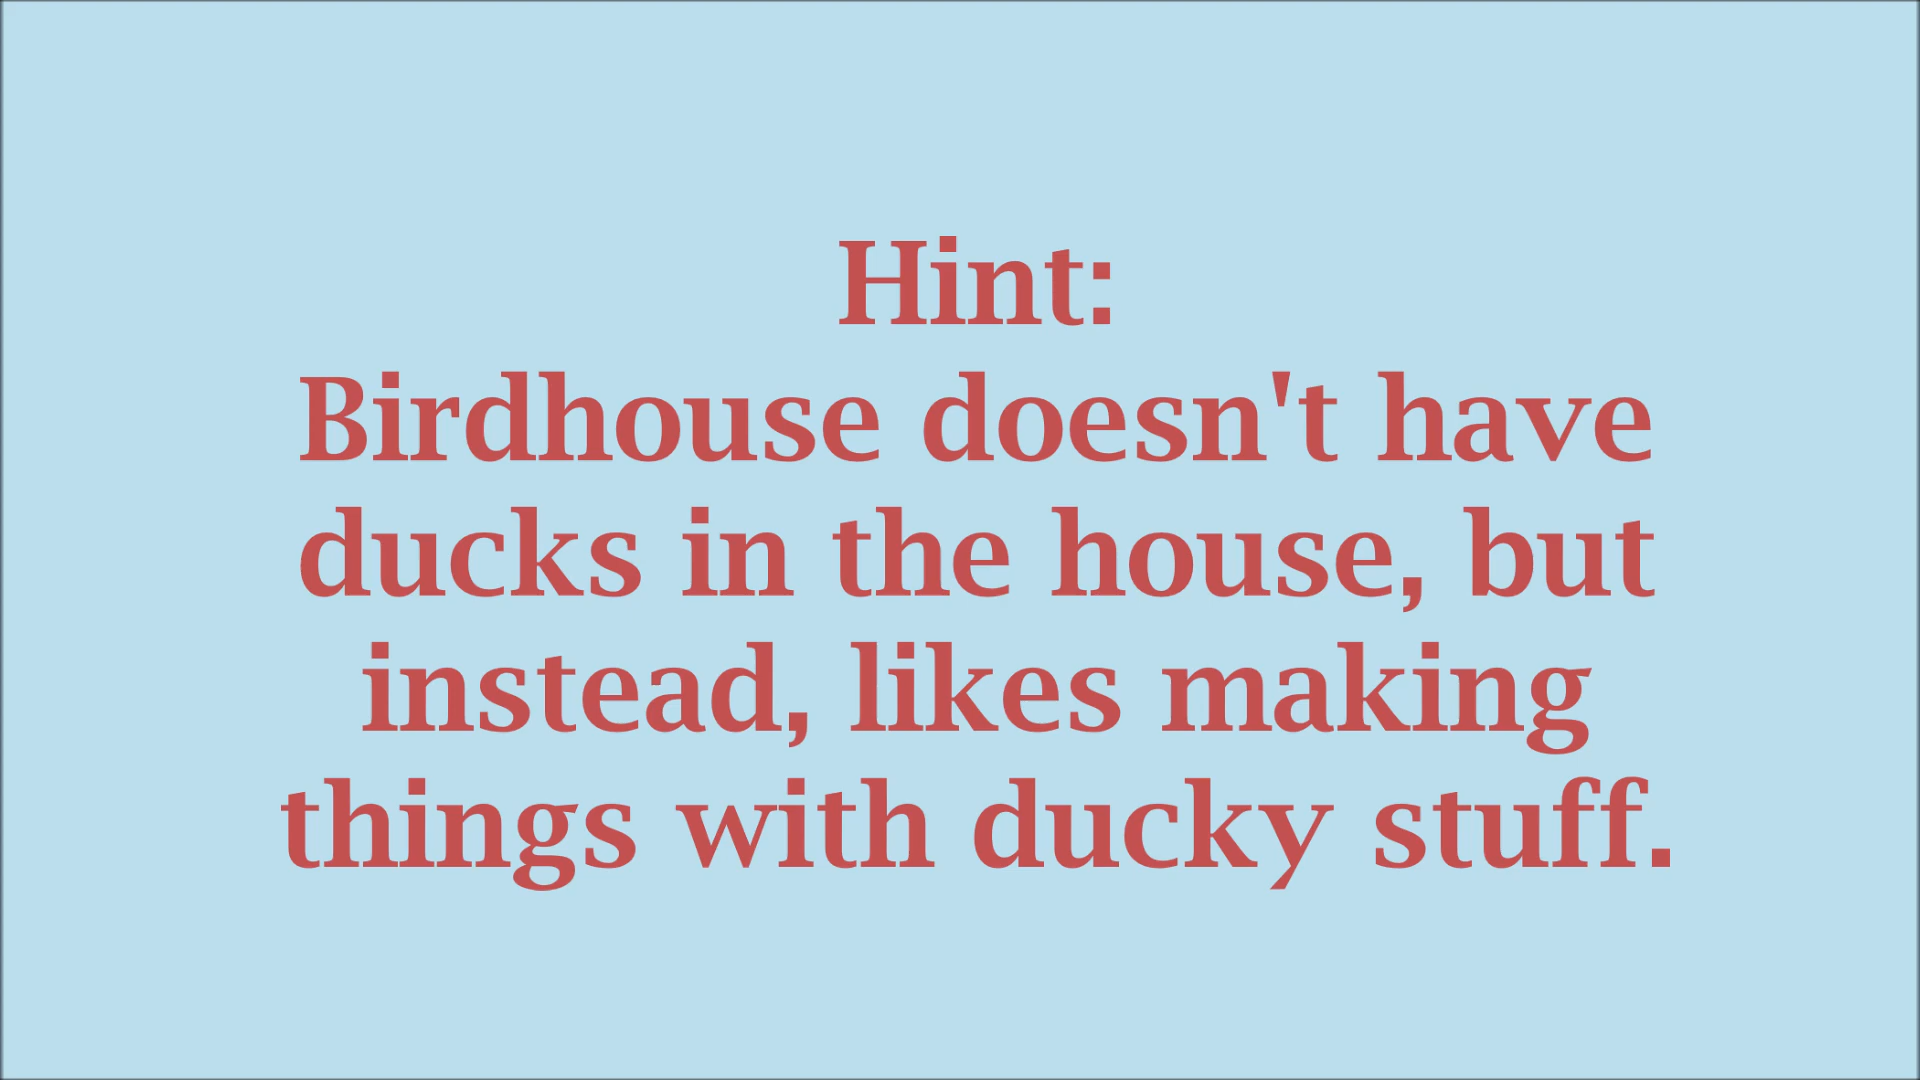 Hint:
Birdhouse doesn't have
ducks in the house, but
instead, likes making
things with ducky stuff.